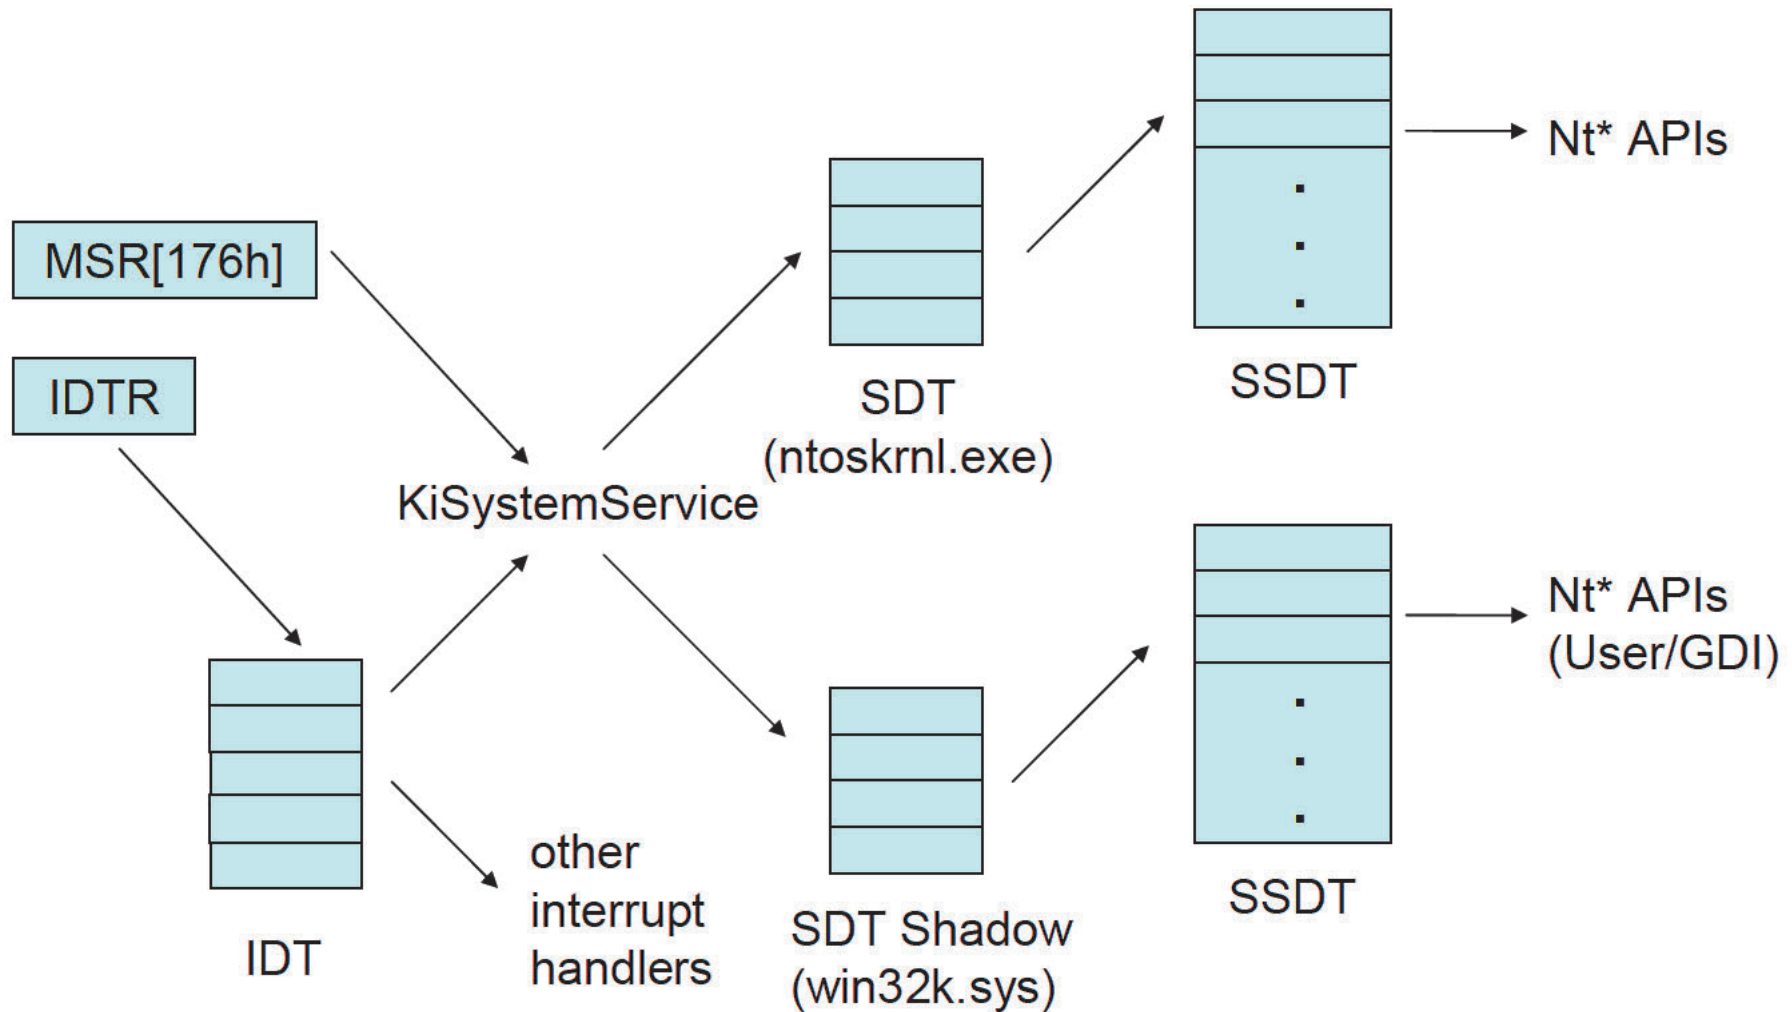 MSR[176h]
IDTR
IDT
KiSystemService
other
interrupt
handlers
SDT
(ntoskrnl.exe)
SDT Shadow
(win32k.sys)
SSDT
Nt* APIs
SSDT
Nt* APIs
(User/GDI)